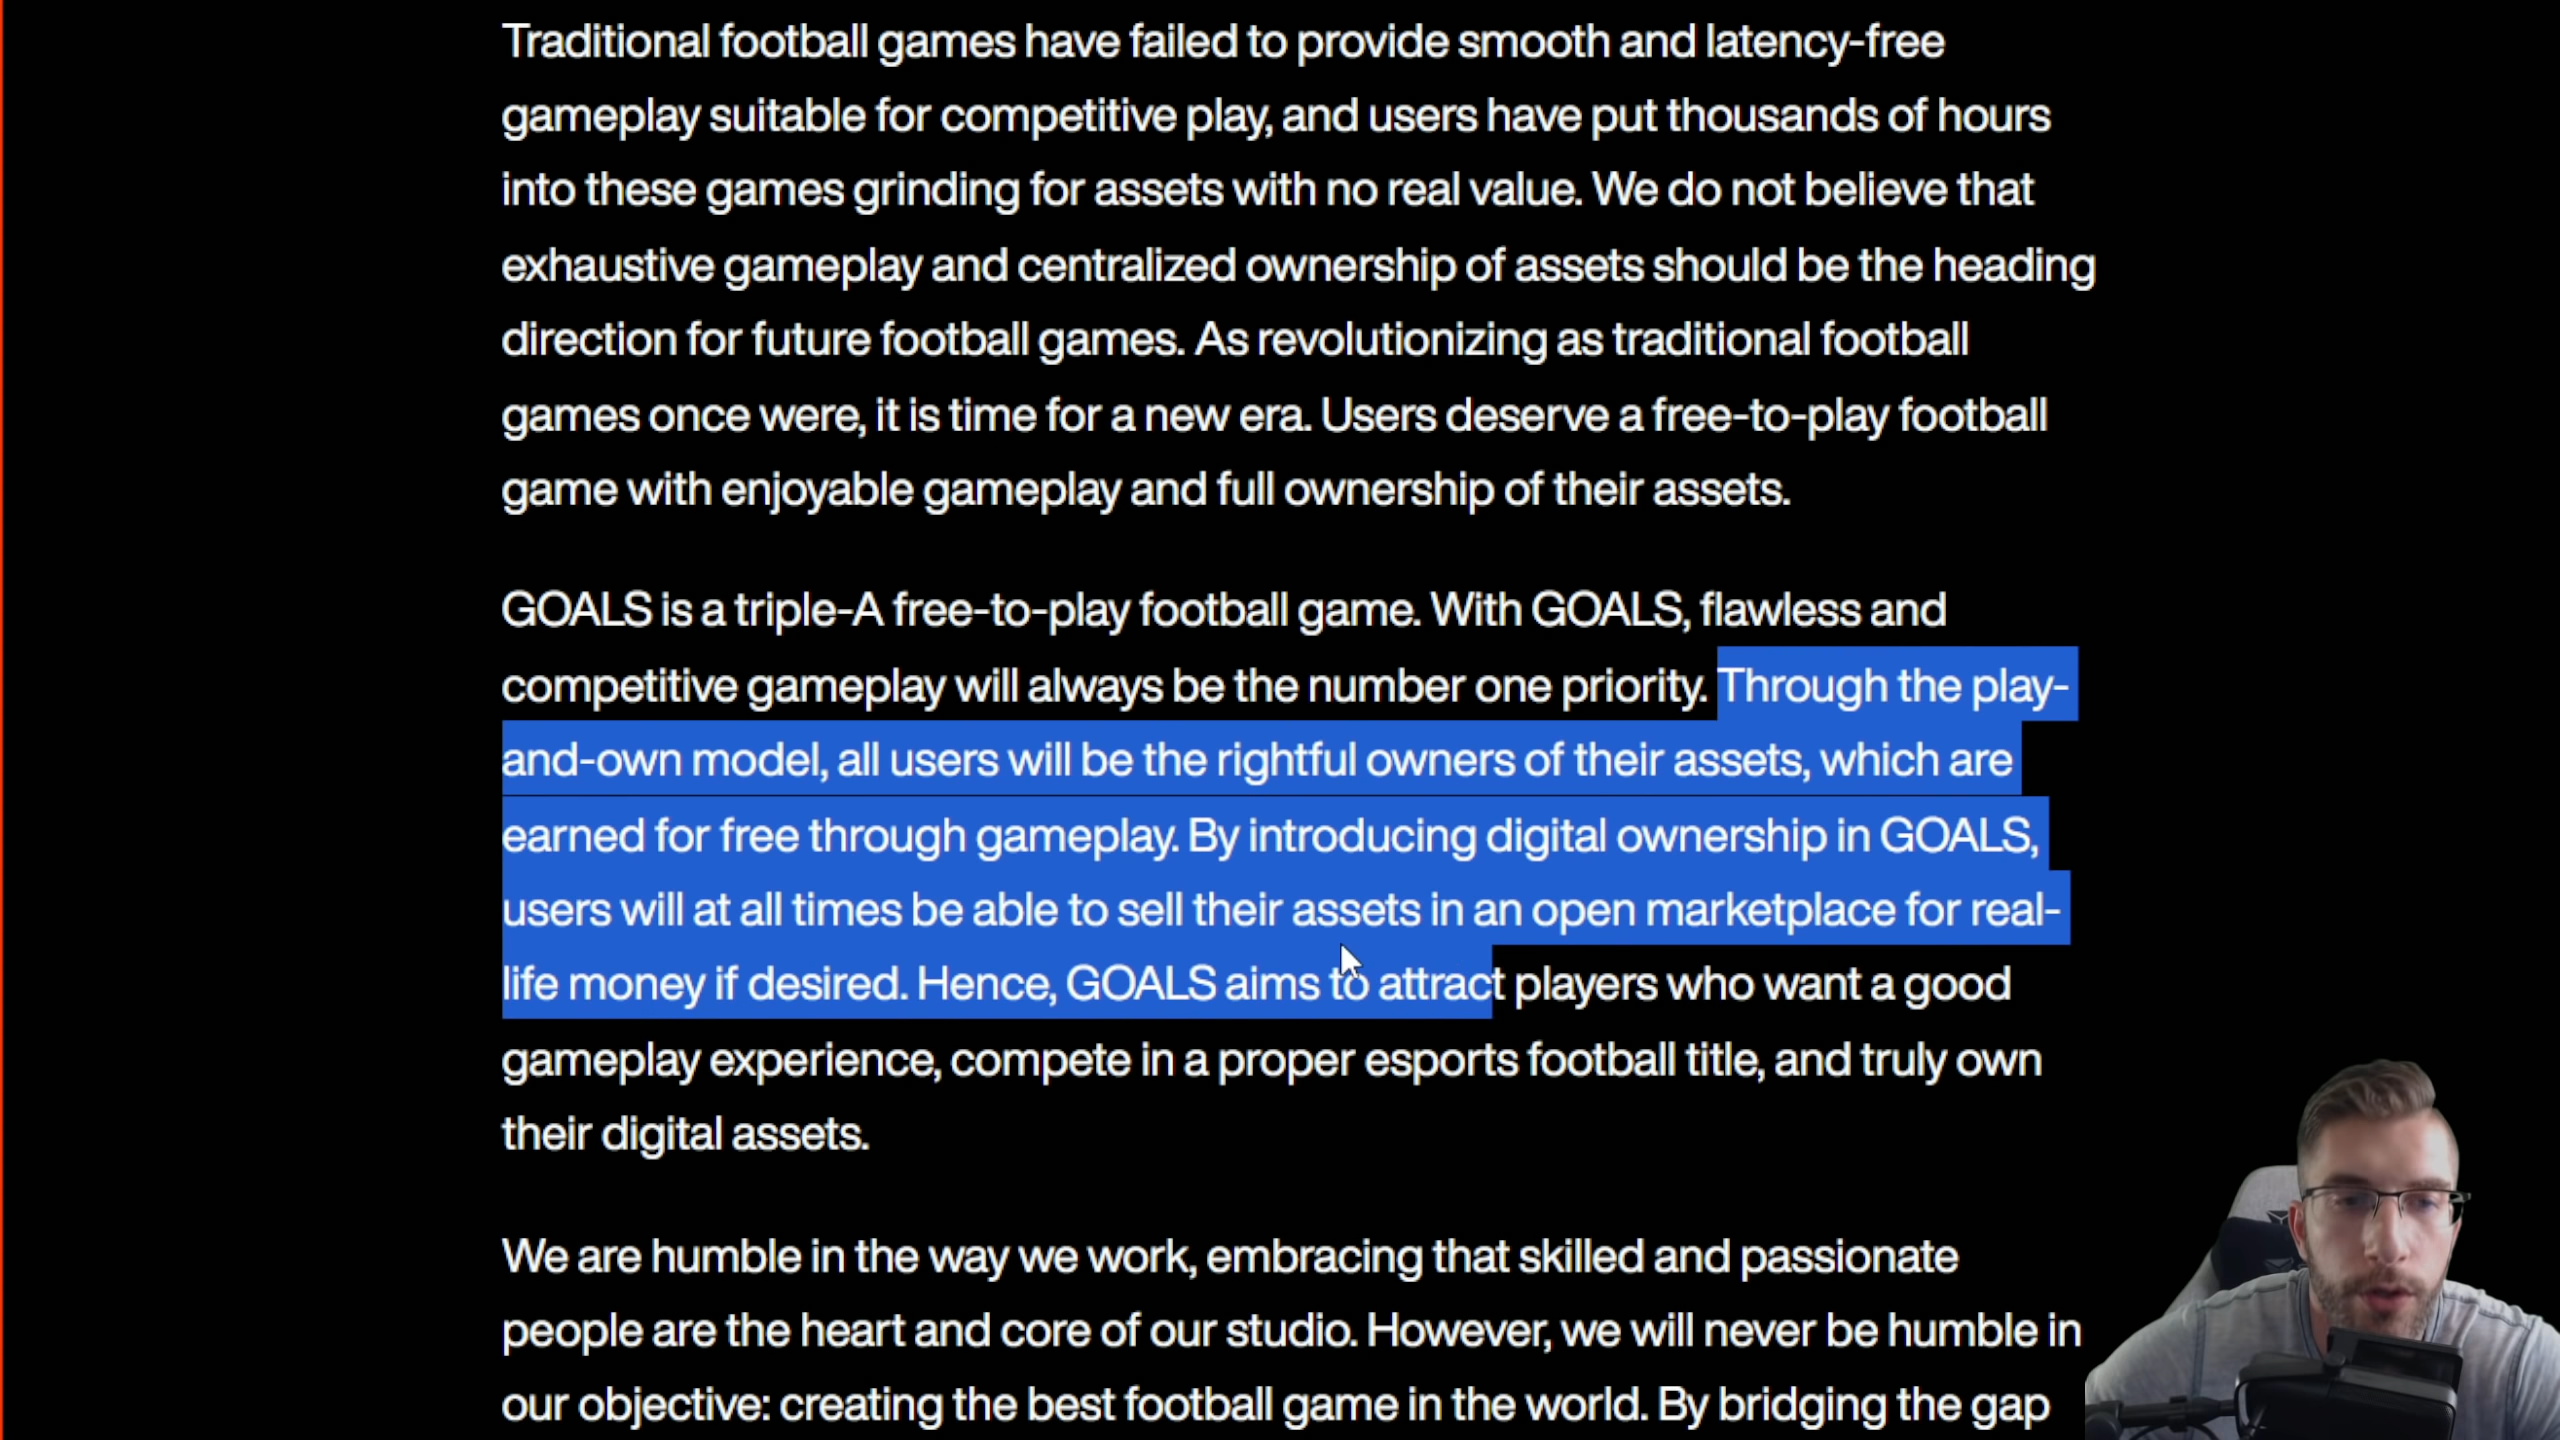 Traditional football games have failed to provide smooth and latency-free
gameplay suitable for competitive play, and users have put thousands of hours
into these games grinding for assets with no real value. We do not believe that
exhaustive gameplay and centralized ownership of assets should be the heading
direction for future football games. As revolutionizing as traditional football
games once were, it is time for a new era. Users deserve a free-to-play football
game with enjoyable gameplay and full ownership of their assets.
GOALS is a triple-A free-to-play football game. With GOALS, flawless and
competitive gameplay will always be the number one priority. Through the play-
and-own model, all users will be the rightful owners of their assets, which are
earned for free through gameplay. By introducing digital ownership in GOALS,
users will at all times be able to sell their assets in an open marketplace for real-
life money if desired. Hence, GOALS aims to attract players who want a good
gameplay experience, compete in a proper esports football title, and truly own
their digital assets.
We are humble in the way we work, embracing that skilled and passionate
people are the heart and core of our studio. However, we will never be humble in
our objective: creating the best football game in the world. By bridging the gap